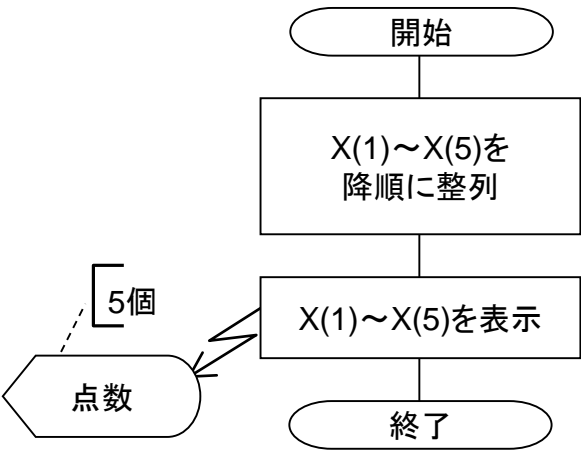 開始
X(1)～X(5)を
降順に整列
5個
X(1)～X(5)を表示
点数
終了